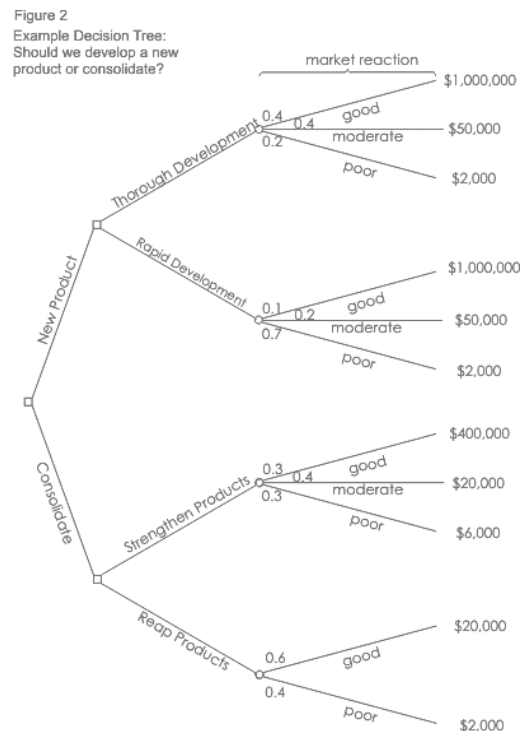 Figure 2
Example Decision Tree:
Should we develop a new
product or consolidate?
market reaction
$1,000,000
0.4
good
Thorough Development
0.4
moderate
$50,000
0.2
poor
$2,000
New Product
Rapid Development
$1,000,000
0.1
good
0.2
moderate
$50,000
0.7
poor
$2,000
Consolidate
$400,000
0.3
good
Strengthen Products
0.4
moderate
$20,000
0.3
poor
$6,000
Reap Products
$20,000
0.6
good
0.4
poor
$2,000